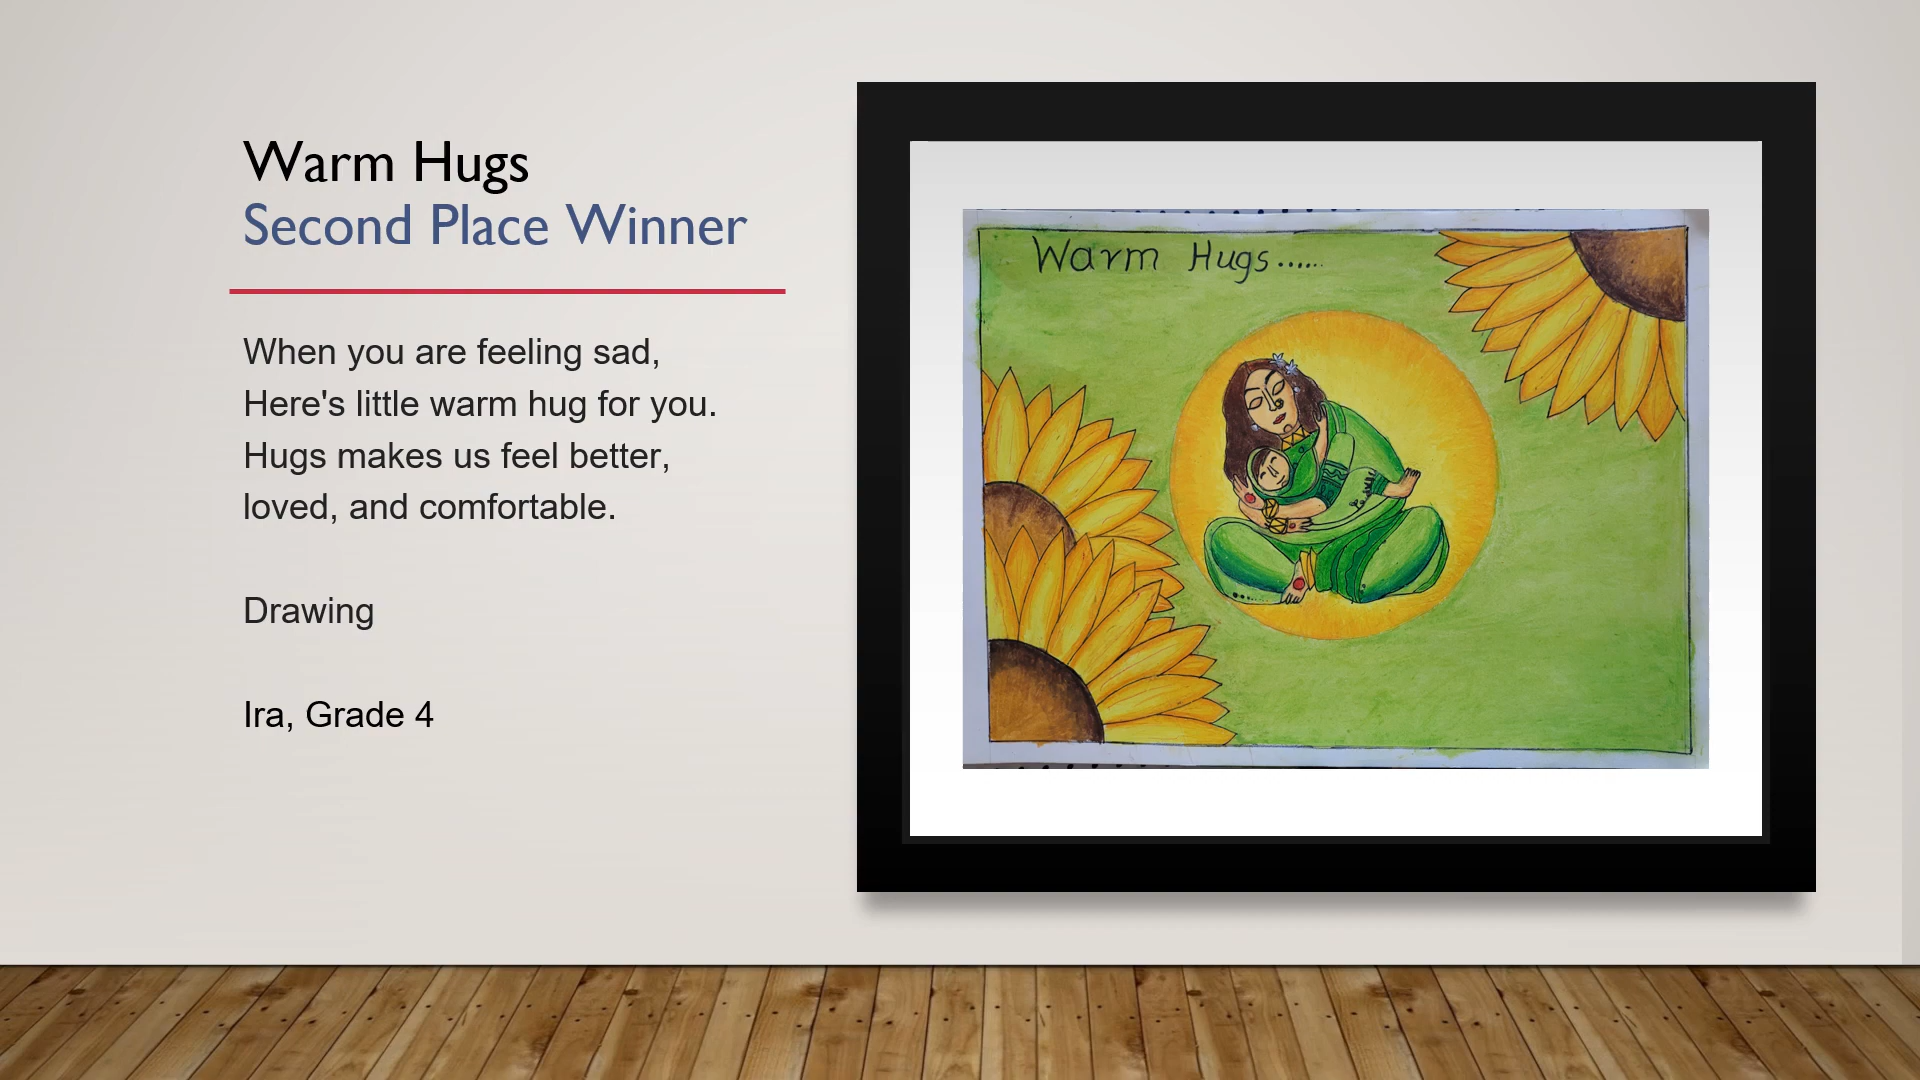 Warm Hugs
Second Place Winner
When you are feeling sad,
Here's little warm hug for you.
Hugs makes us feel better,
loved, and comfortable.
Drawing
Ira, Grade 4
Warm Hugs......